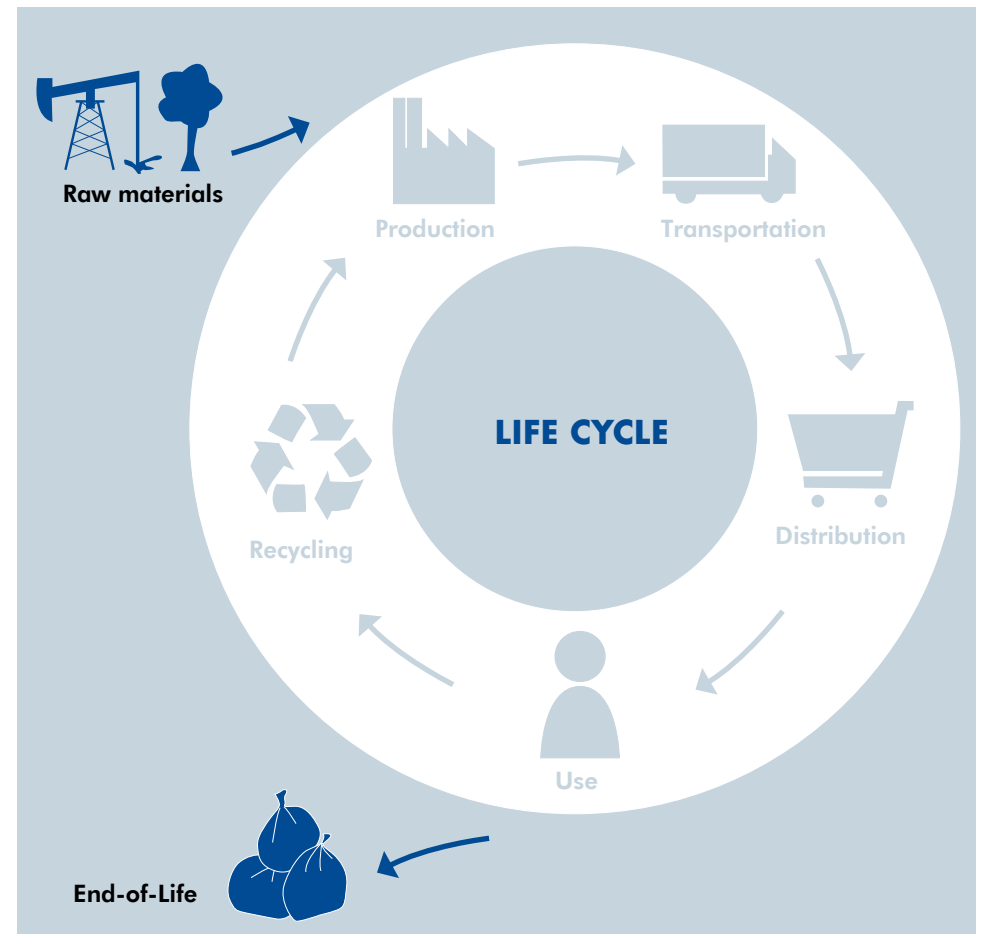 Raw materials
Production
Transportation
LIFE CYCLE
Recycling
Distribution
Use
End-of-Life